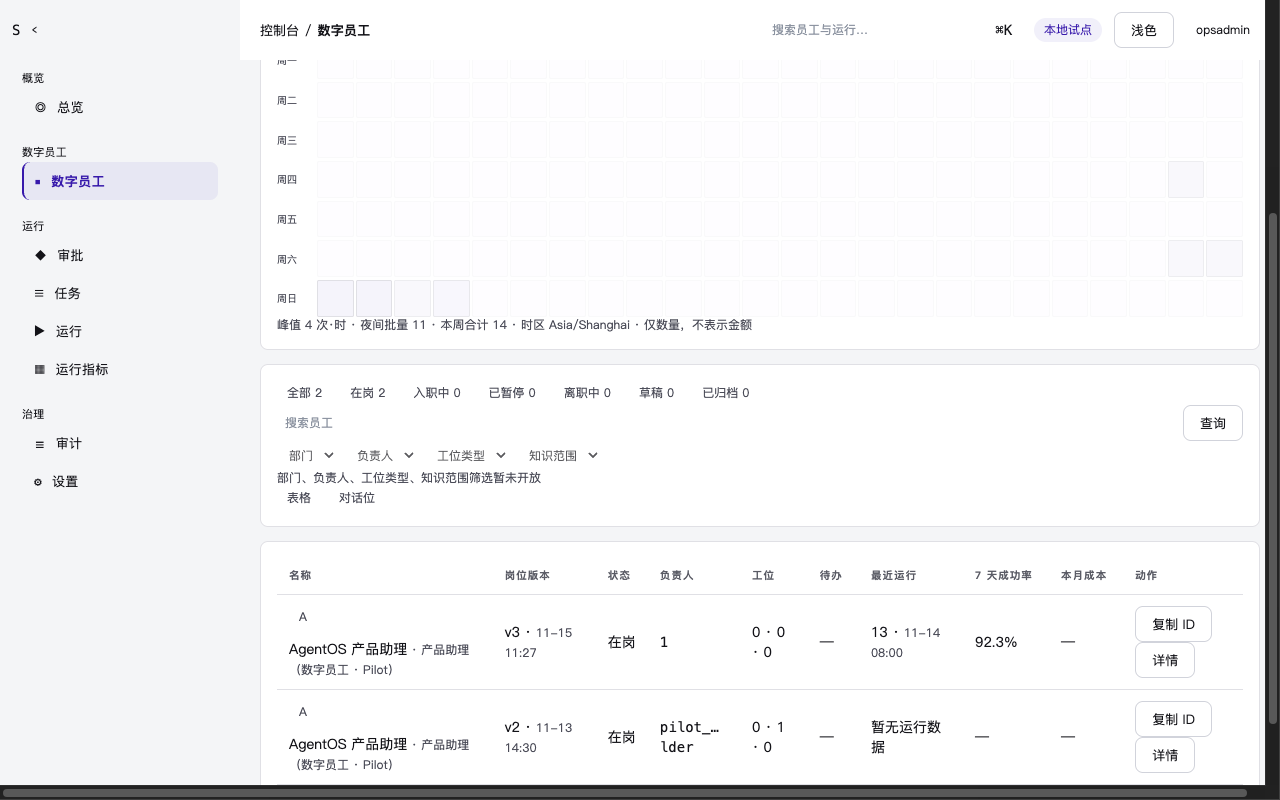 S <
控制台 / 数字员工
搜索员工与运行…
⌘K
本地试点
浅色
opsadmin
概览
总览
数字员工
数字员工
运行
审批
任务
运行
运行指标
治理
审计
设置
周一
周二
周三
周四
周五
周六
周日
峰值 4 次·时 · 夜间批量 11 · 本周合计 14 · 时区 Asia/Shanghai · 仅数量，不表示金额
全部 2 在岗 2 入职中 0 已暂停 0 离职中 0 草稿 0 已归档 0
搜索员工
查询
部门 负责人 工位类型 知识范围
部门、负责人、工位类型、知识范围筛选暂未开放
表格 对话位
名称 岗位版本 状态 负责人 工位 待办 最近运行 7 天成功率 本月成本 动作
A
AgentOS 产品助理 · 产品助理
（数字员工 · Pilot）
v3 · 11-15
11:27
在岗
1
0 · 0
· 0
—
13 · 11-14
08:00
92.3%
—
复制 ID
详情
A
AgentOS 产品助理 · 产品助理
（数字员工 · Pilot）
v2 · 11-13
14:30
在岗
pilot_…
lder
0 · 1
· 0
—
暂无运行数
据
—
—
复制 ID
详情